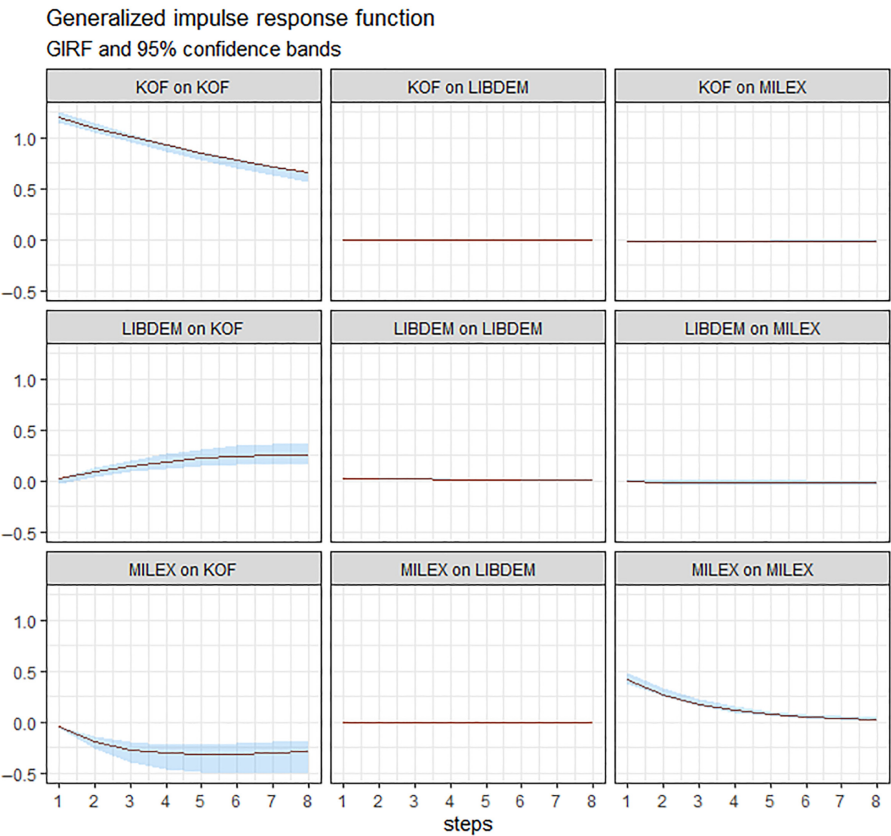 Generalized impulse response function
GIRF and 95% confidence bands
KOF on KOF
KOF on LIBDEM
KOF on MILEX
1.0
0.5
0.0
−0.5
LIBDEM on KOF
LIBDEM on LIBDEM
LIBDEM on MILEX
1.0
0.5
0.0
−0.5
MILEX on KOF
MILEX on LIBDEM
MILEX on MILEX
1.0
0.5
0.0
−0.5
1 2 3 4 5 6 7 8
1 2 3 4 5 6 7 8
1 2 3 4 5 6 7 8
steps